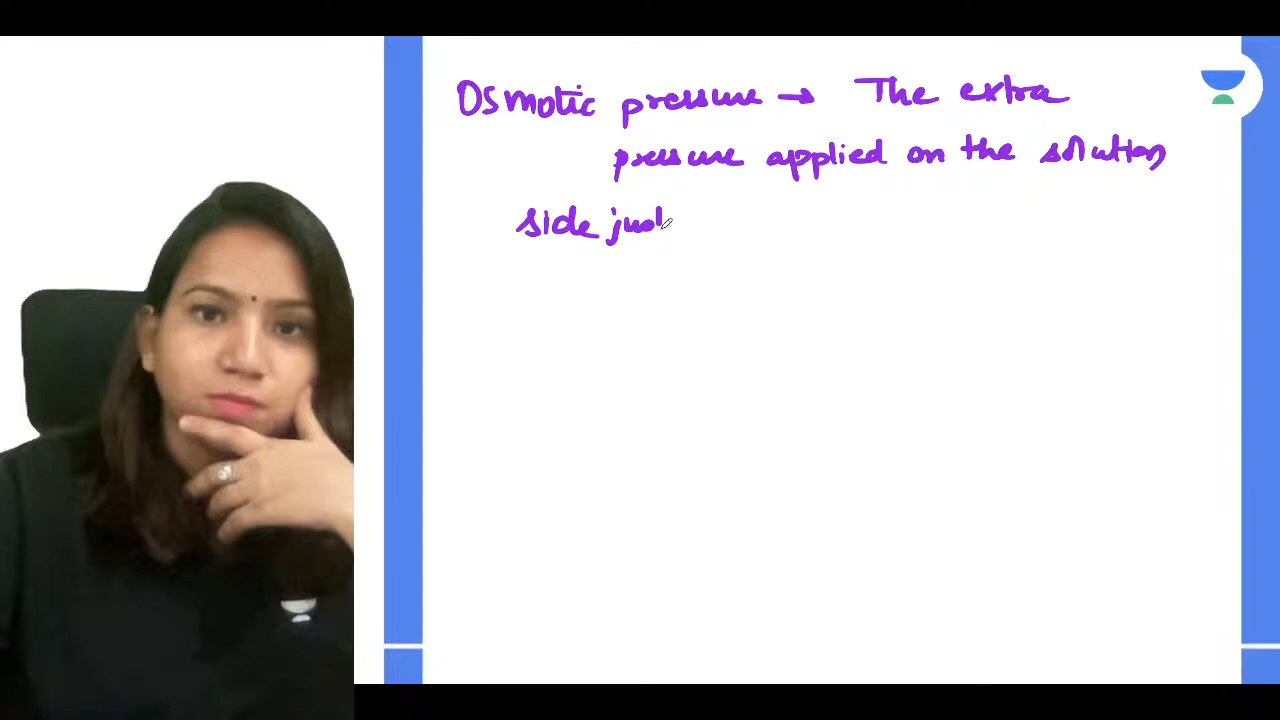 Osmotic pressure → The extra
pressure applied on the solution
side just